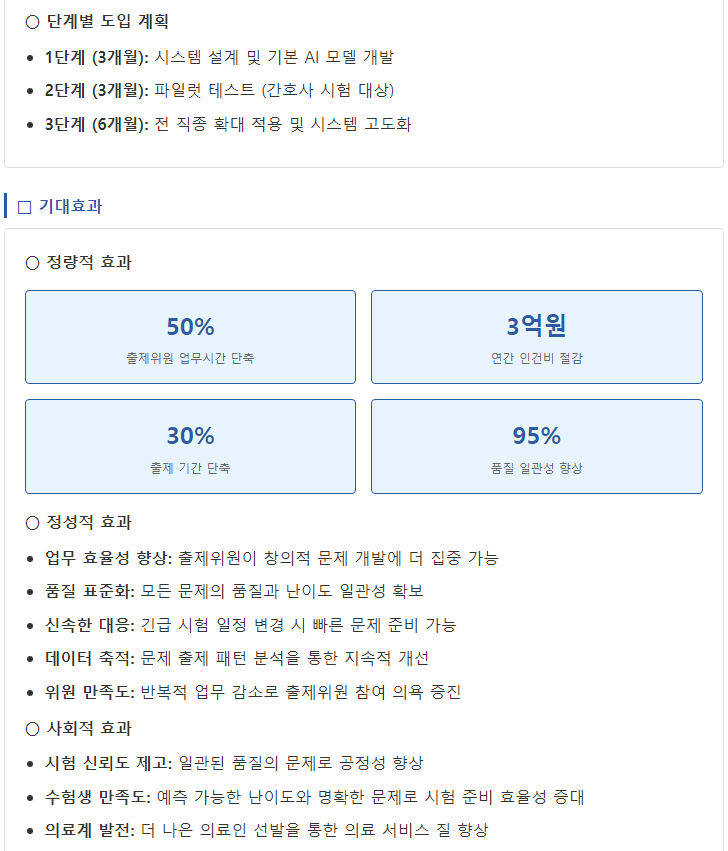 ○ 단계별 도입 계획
• 1단계 (3개월): 시스템 설계 및 기본 AI 모델 개발
• 2단계 (3개월): 파일럿 테스트 (간호사 시험 대상)
• 3단계 (6개월): 전 직종 확대 적용 및 시스템 고도화
□ 기대효과
○ 정량적 효과
50%
출제위원 업무시간 단축
3억원
연간 인건비 절감
30%
출제 기간 단축
95%
품질 일관성 향상
○ 정성적 효과
• 업무 효율성 향상: 출제위원이 창의적 문제 개발에 더 집중 가능
• 품질 표준화: 모든 문제의 품질과 난이도 일관성 확보
• 신속한 대응: 긴급 시험 일정 변경 시 빠른 문제 준비 가능
• 데이터 축적: 문제 출제 패턴 분석을 통한 지속적 개선
• 위원 만족도: 반복적 업무 감소로 출제위원 참여 의욕 증진
○ 사회적 효과
• 시험 신뢰도 제고: 일관된 품질의 문제로 공정성 향상
• 수험생 만족도: 예측 가능한 난이도와 명확한 문제로 시험 준비 효율성 증대
• 의료계 발전: 더 나은 의료인 선발을 통한 의료 서비스 질 향상